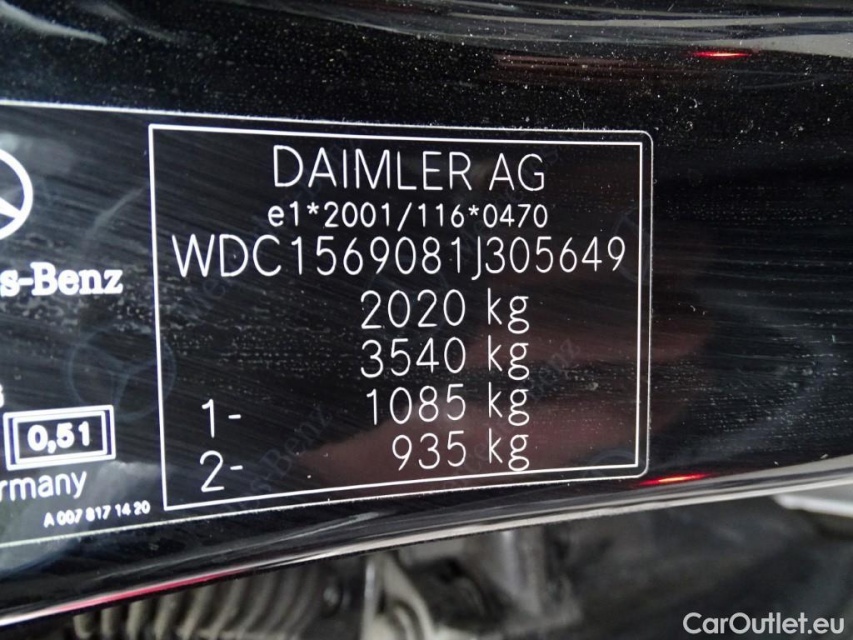 DAIMLER AG
e1*2001/116*0470
WDC1569081J305649
s-Benz
2020 kg
3540 kg
1- 1085 kg
2- 935 kg
0,51
rmany
A 007 817 14 20
CarOutlet.eu